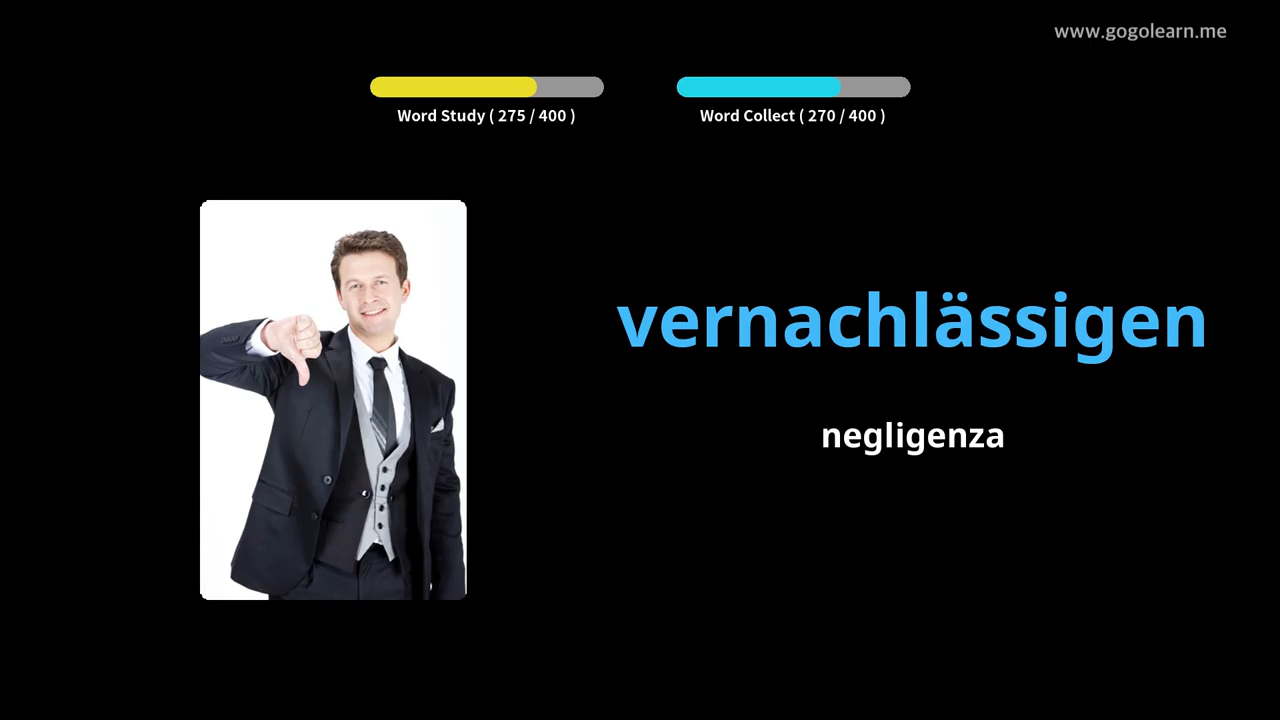 www.gogolearn.me
Word Study ( 275 / 400 )
Word Collect ( 270 / 400 )
vernachlässigen
negligenza